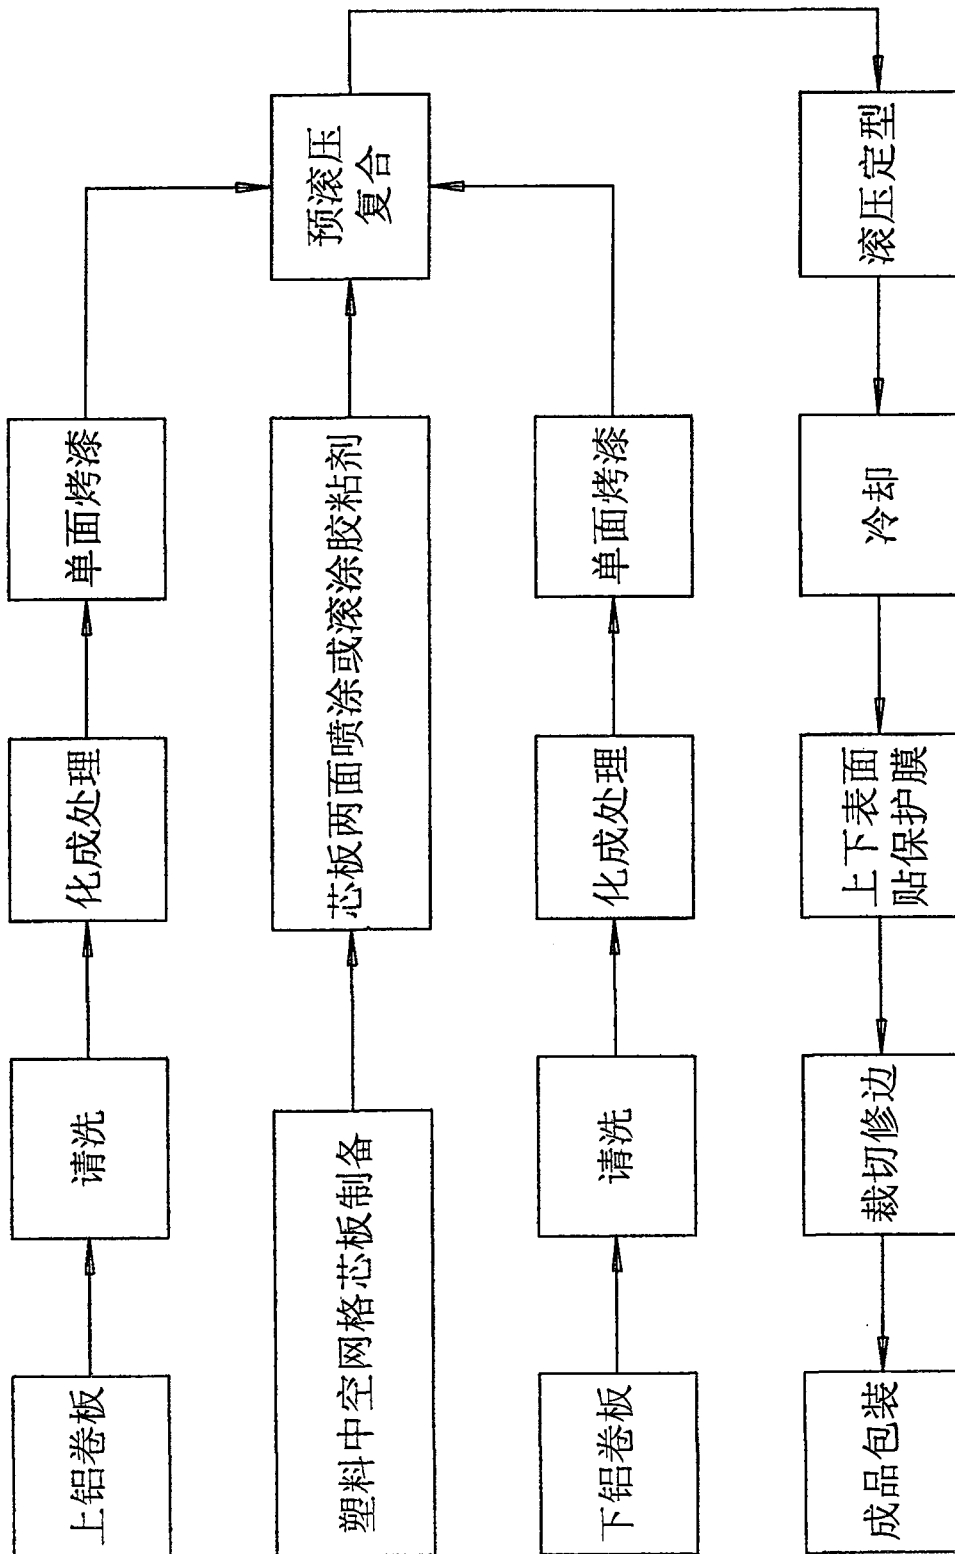 上铝卷板
请洗
化成处理
单面烤漆
塑料中空网格芯板制备
芯板两面喷涂或滚涂胶粘剂
预滚压
复合
下铝卷板
请洗
化成处理
单面烤漆
滚压定型
冷却
上下表面
贴保护膜
裁切修边
成品包装